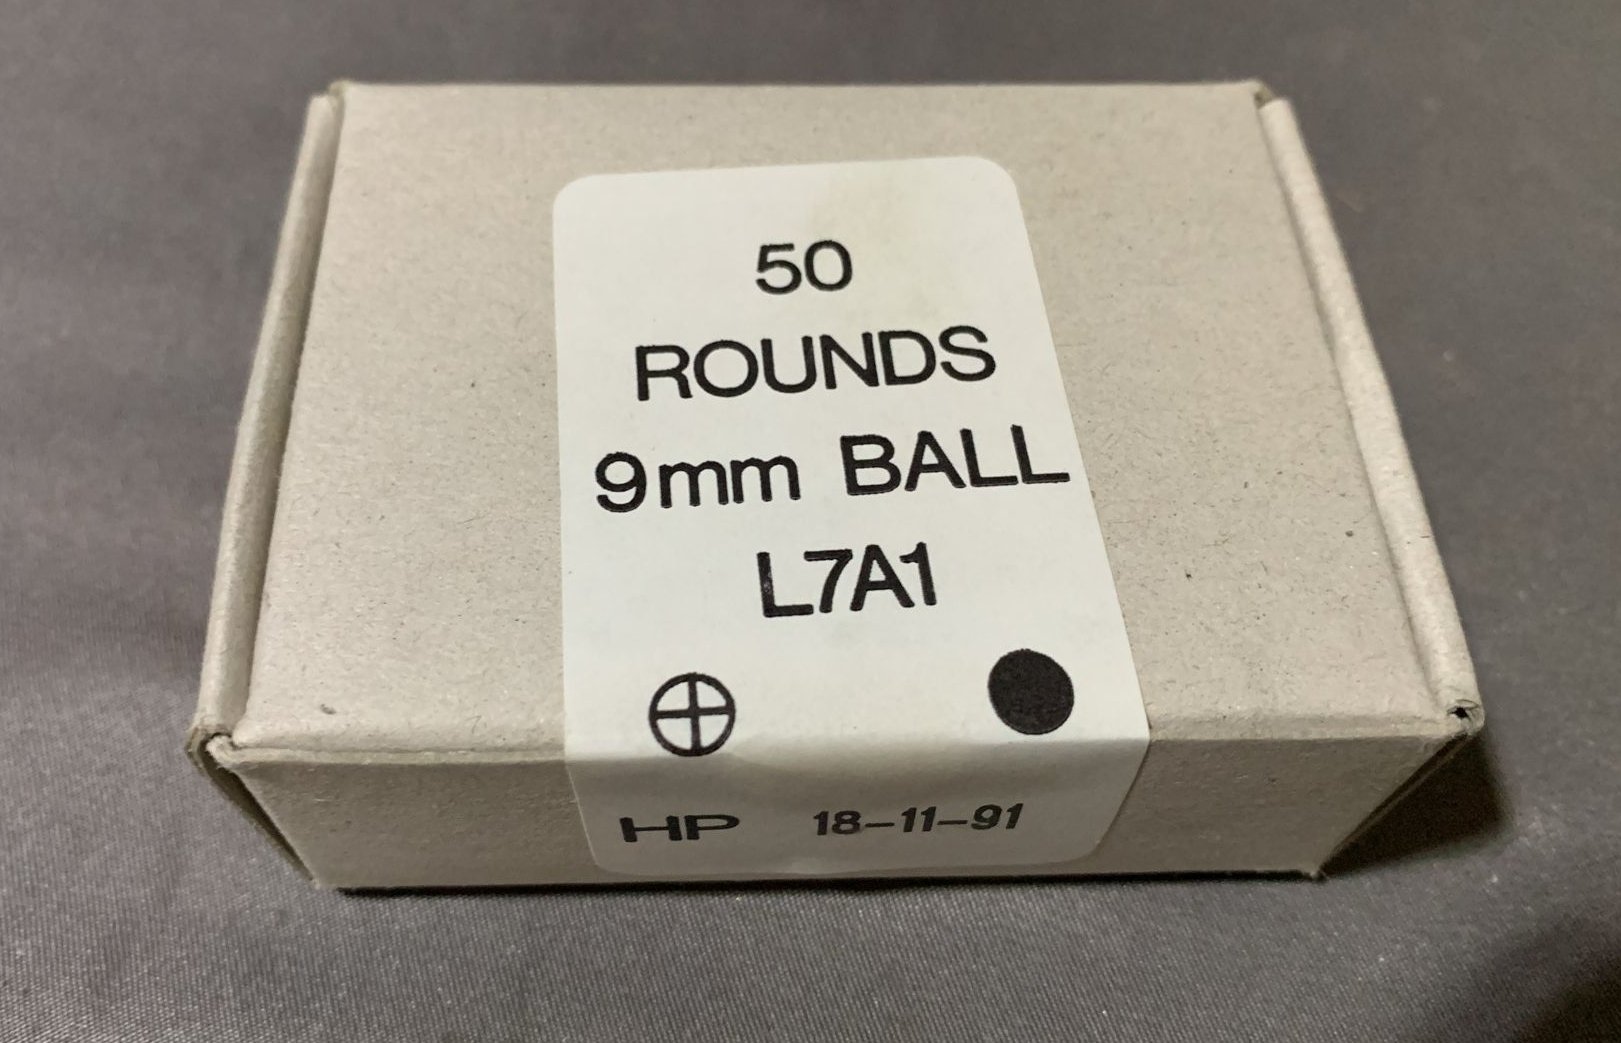 50
ROUNDS
9mm BALL
L7A1
HP 18-11-91